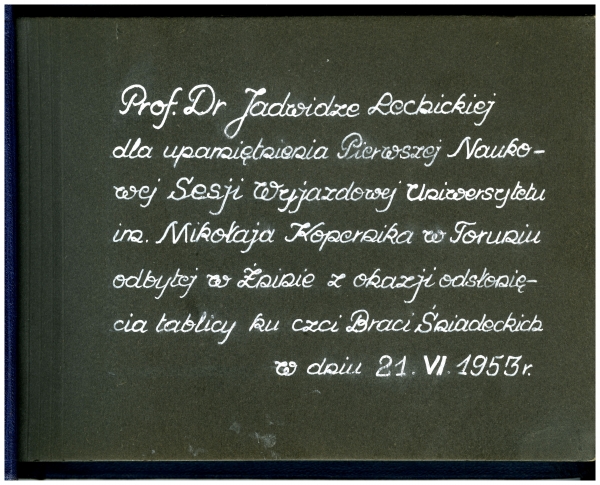 Prof. Dr Jadwidze Lechickiej
dla upamiętnienia Pierwszej Nauko-
wej Sesji Wyjazdowej Uniwersytetu
im. Mikołaja Kopernika w Toruniu
odbytej w Żninie z okazji odsłonię-
cia tablicy ku czci Braci Śniadeckich
w dniu 21. VI. 1953 r.